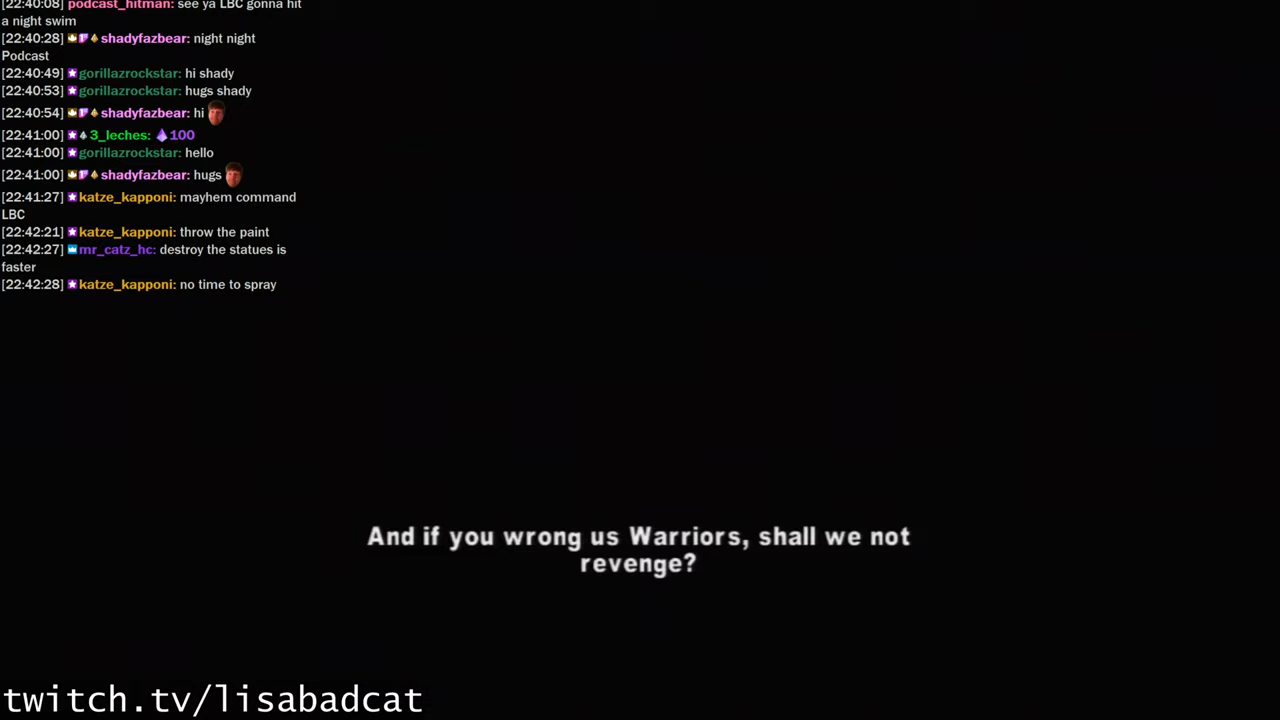 [22:40:08] podcast_hitman: see ya LBC gonna hit
a night swim
[22:40:28] shadyfazbear: night night
Podcast
[22:40:49] gorillazrockstar: hi shady
[22:40:53] gorillazrockstar: hugs shady
[22:40:54] shadyfazbear: hi
[22:41:00] 3_leches: 100
[22:41:00] gorillazrockstar: hello
[22:41:00] shadyfazbear: hugs
[22:41:27] katze_kapponi: mayhem command
LBC
[22:42:21] katze_kapponi: throw the paint
[22:42:27] mr_catz_hc: destroy the statues is
faster
[22:42:28] katze_kapponi: no time to spray
And if you wrong us Warriors, shall we not
revenge?
twitch.tv/lisabadcat